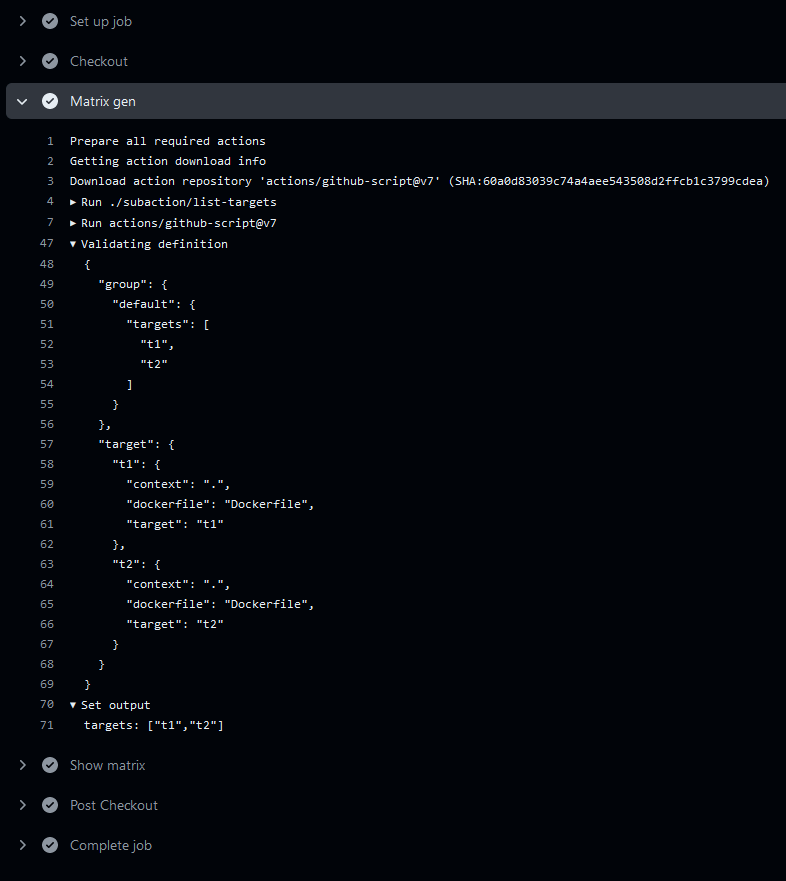 Set up job
Checkout
Matrix gen
1 Prepare all required actions
2 Getting action download info
3 Download action repository 'actions/github-script@v7' (SHA:60a0d83039c74a4aee543508d2ffcb1c3799cdea)
4 ▸ Run ./subaction/list-targets
7 ▸ Run actions/github-script@v7
47 ▾ Validating definition
48 {
49 "group": {
50 "default": {
51 "targets": [
52 "t1",
53 "t2"
54 ]
55 }
56 },
57 "target": {
58 "t1": {
59 "context": ".",
60 "dockerfile": "Dockerfile",
61 "target": "t1"
62 },
63 "t2": {
64 "context": ".",
65 "dockerfile": "Dockerfile",
66 "target": "t2"
67 }
68 }
69 }
70 ▾ Set output
71 targets: ["t1","t2"]
Show matrix
Post Checkout
Complete job